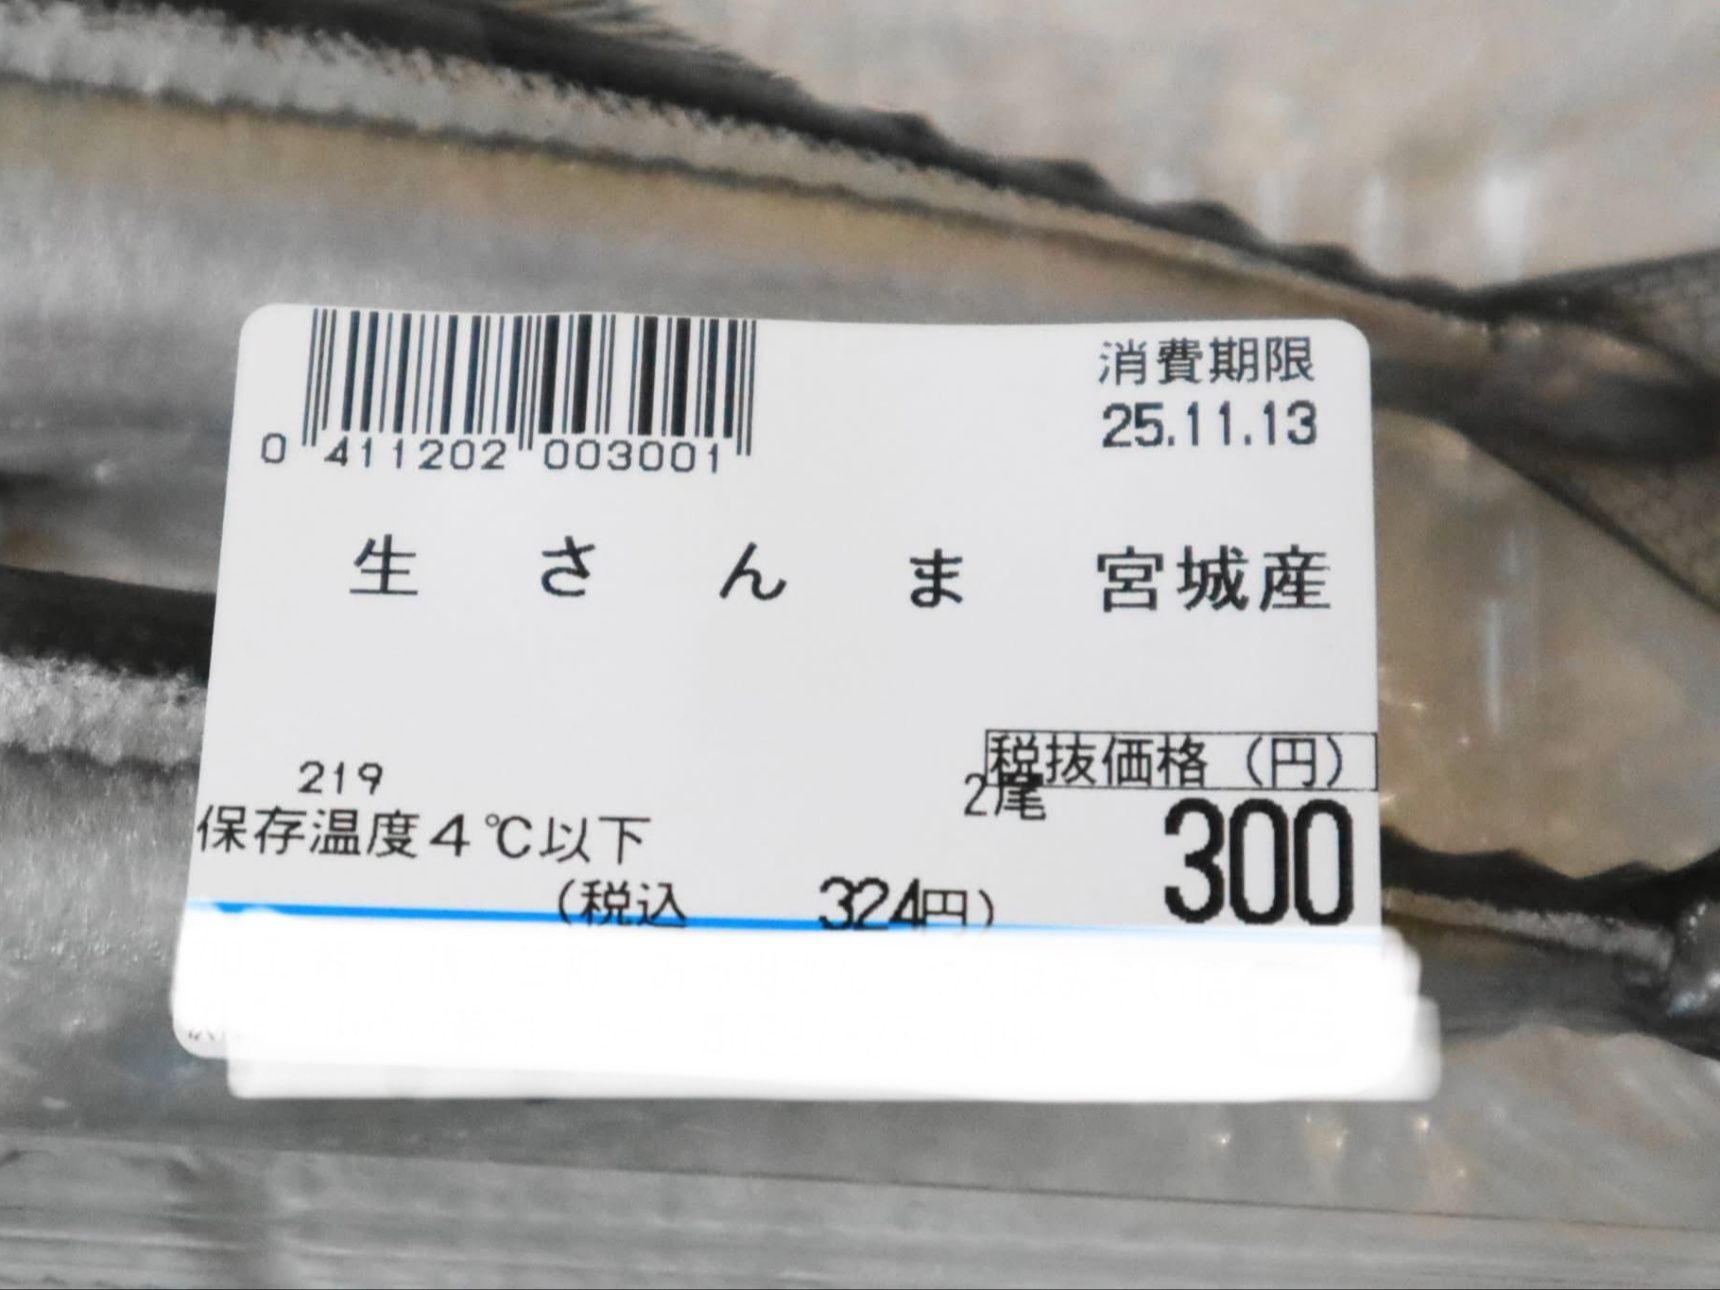 消費期限
25.11.13
0 411202 003001
生さんま 宮城産
税抜価格（円）
219
2尾
300
保存温度4℃以下
（税込 324円）